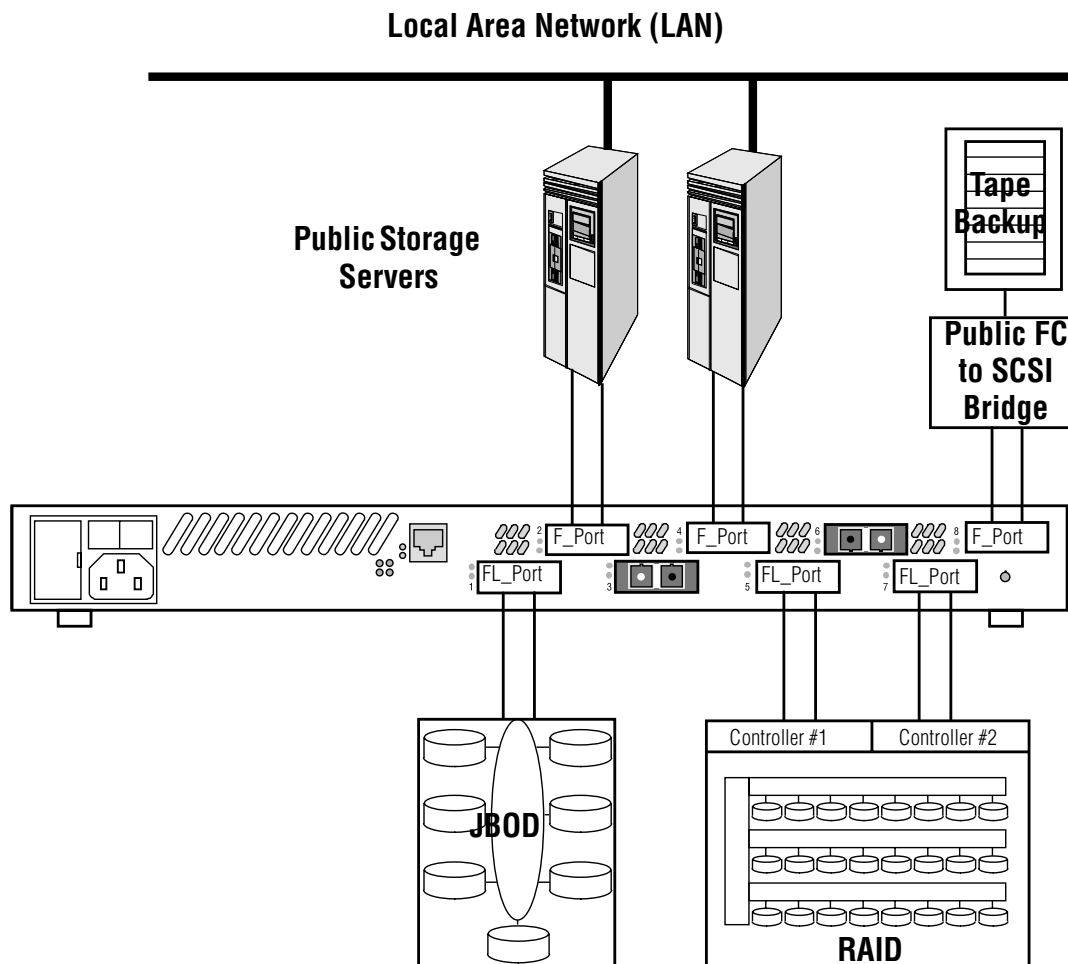 Local Area Network (LAN)
Tape
Backup
Public Storage
Servers
Public FC
to SCSI
Bridge
2
F_Port
4
F_Port
6
8
F_Port
1
FL_Port
3
5
FL_Port
7
FL_Port
Controller #1
Controller #2
JBOD
RAID